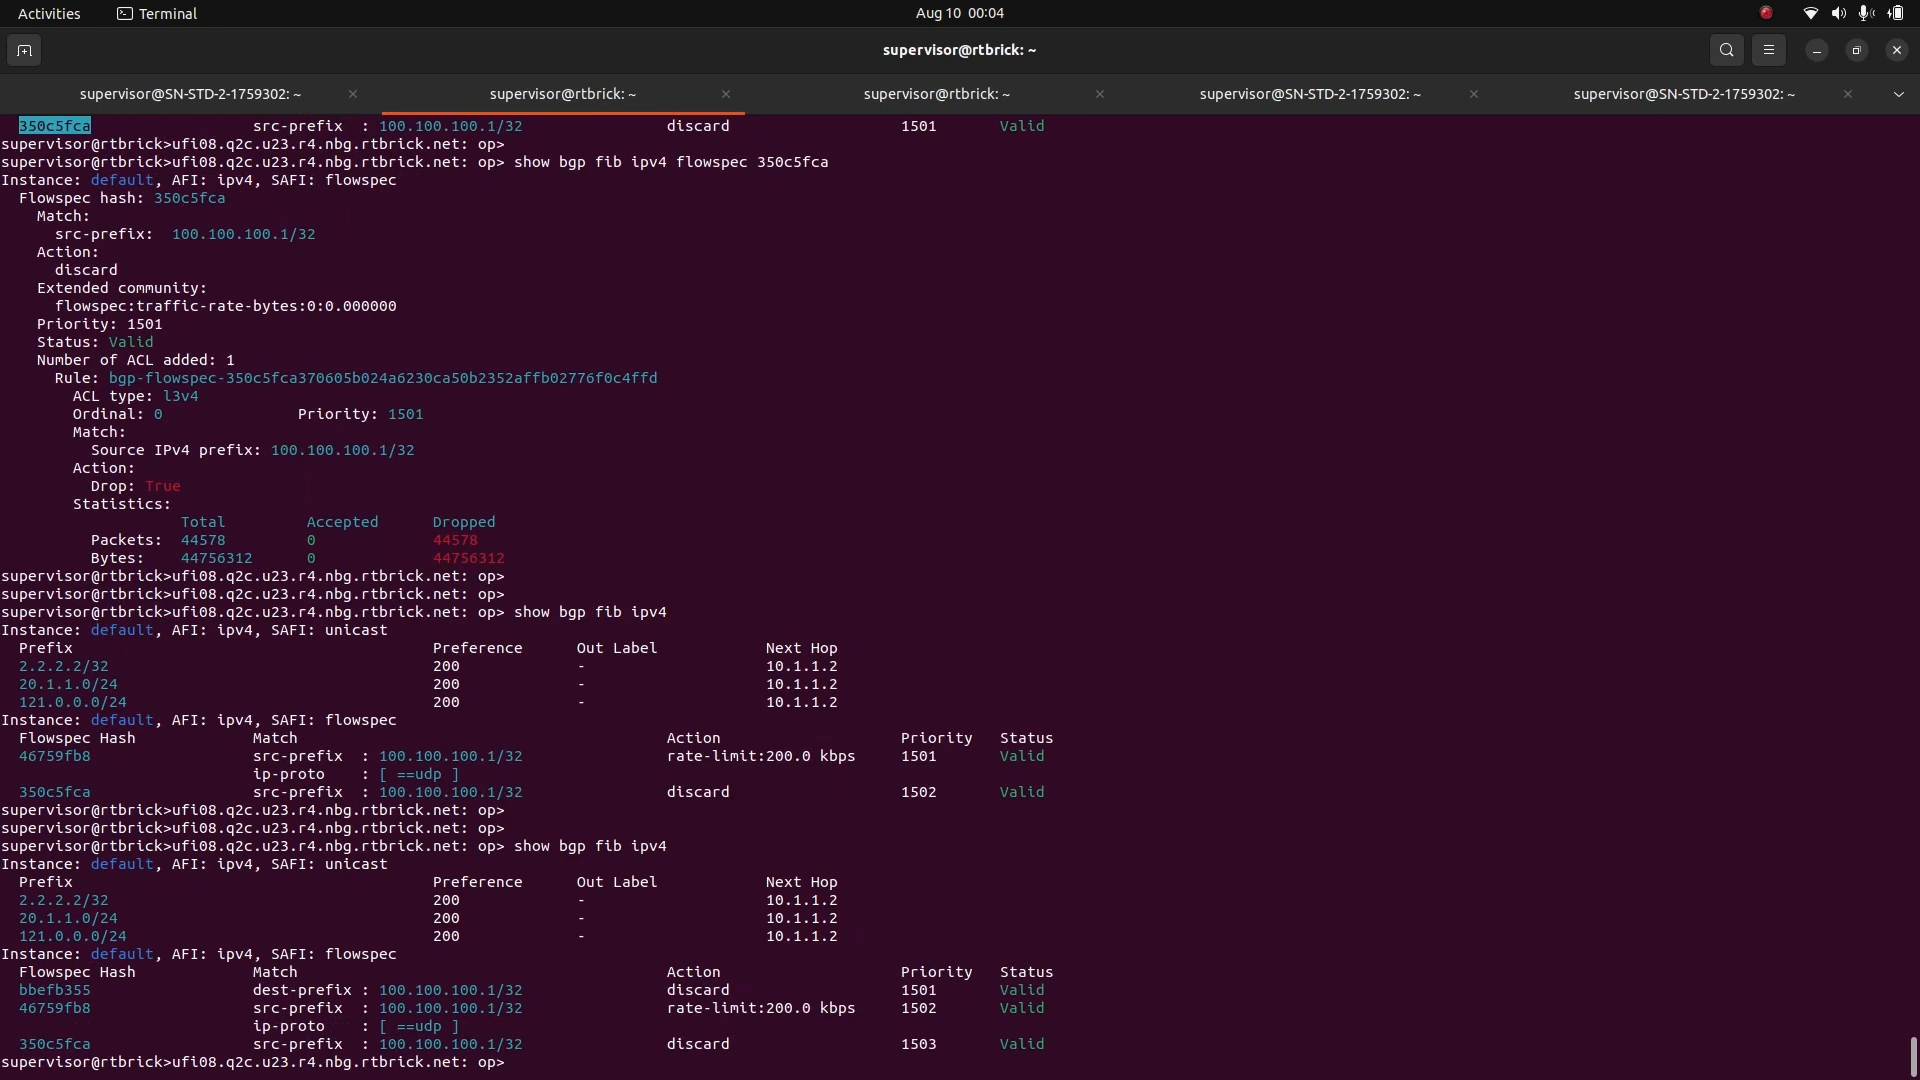 Activities Terminal Aug 10 00:04
supervisor@rtbrick: ~
supervisor@SN-STD-2-1759302: ~ supervisor@rtbrick: ~ supervisor@rtbrick: ~ supervisor@SN-STD-2-1759302: ~ supervisor@SN-STD-2-1759302: ~
350c5fca src-prefix : 100.100.100.1/32 discard 1501 Valid
supervisor@rtbrick>ufi08.q2c.u23.r4.nbg.rtbrick.net: op>
supervisor@rtbrick>ufi08.q2c.u23.r4.nbg.rtbrick.net: op> show bgp fib ipv4 flowspec 350c5fca
Instance: default, AFI: ipv4, SAFI: flowspec
Flowspec hash: 350c5fca
Match:
src-prefix: 100.100.100.1/32
Action:
discard
Extended community:
flowspec:traffic-rate-bytes:0:0.000000
Priority: 1501
Status: Valid
Number of ACL added: 1
Rule: bgp-flowspec-350c5fca370605b024a6230ca50b2352affb02776f0c4ffd
ACL type: l3v4
Ordinal: 0 Priority: 1501
Match:
Source IPv4 prefix: 100.100.100.1/32
Action:
Drop: True
Statistics:
Total Accepted Dropped
Packets: 44578 0 44578
Bytes: 44756312 0 44756312
supervisor@rtbrick>ufi08.q2c.u23.r4.nbg.rtbrick.net: op>
supervisor@rtbrick>ufi08.q2c.u23.r4.nbg.rtbrick.net: op>
supervisor@rtbrick>ufi08.q2c.u23.r4.nbg.rtbrick.net: op> show bgp fib ipv4
Instance: default, AFI: ipv4, SAFI: unicast
Prefix Preference Out Label Next Hop
2.2.2.2/32 200 - 10.1.1.2
20.1.1.0/24 200 - 10.1.1.2
121.0.0.0/24 200 - 10.1.1.2
Instance: default, AFI: ipv4, SAFI: flowspec
Flowspec Hash Match Action Priority Status
46759fb8 src-prefix : 100.100.100.1/32 rate-limit:200.0 kbps 1501 Valid
ip-proto : [ ==udp ]
350c5fca src-prefix : 100.100.100.1/32 discard 1502 Valid
supervisor@rtbrick>ufi08.q2c.u23.r4.nbg.rtbrick.net: op>
supervisor@rtbrick>ufi08.q2c.u23.r4.nbg.rtbrick.net: op>
supervisor@rtbrick>ufi08.q2c.u23.r4.nbg.rtbrick.net: op> show bgp fib ipv4
Instance: default, AFI: ipv4, SAFI: unicast
Prefix Preference Out Label Next Hop
2.2.2.2/32 200 - 10.1.1.2
20.1.1.0/24 200 - 10.1.1.2
121.0.0.0/24 200 - 10.1.1.2
Instance: default, AFI: ipv4, SAFI: flowspec
Flowspec Hash Match Action Priority Status
bbefb355 dest-prefix : 100.100.100.1/32 discard 1501 Valid
46759fb8 src-prefix : 100.100.100.1/32 rate-limit:200.0 kbps 1502 Valid
ip-proto : [ ==udp ]
350c5fca src-prefix : 100.100.100.1/32 discard 1503 Valid
supervisor@rtbrick>ufi08.q2c.u23.r4.nbg.rtbrick.net: op>